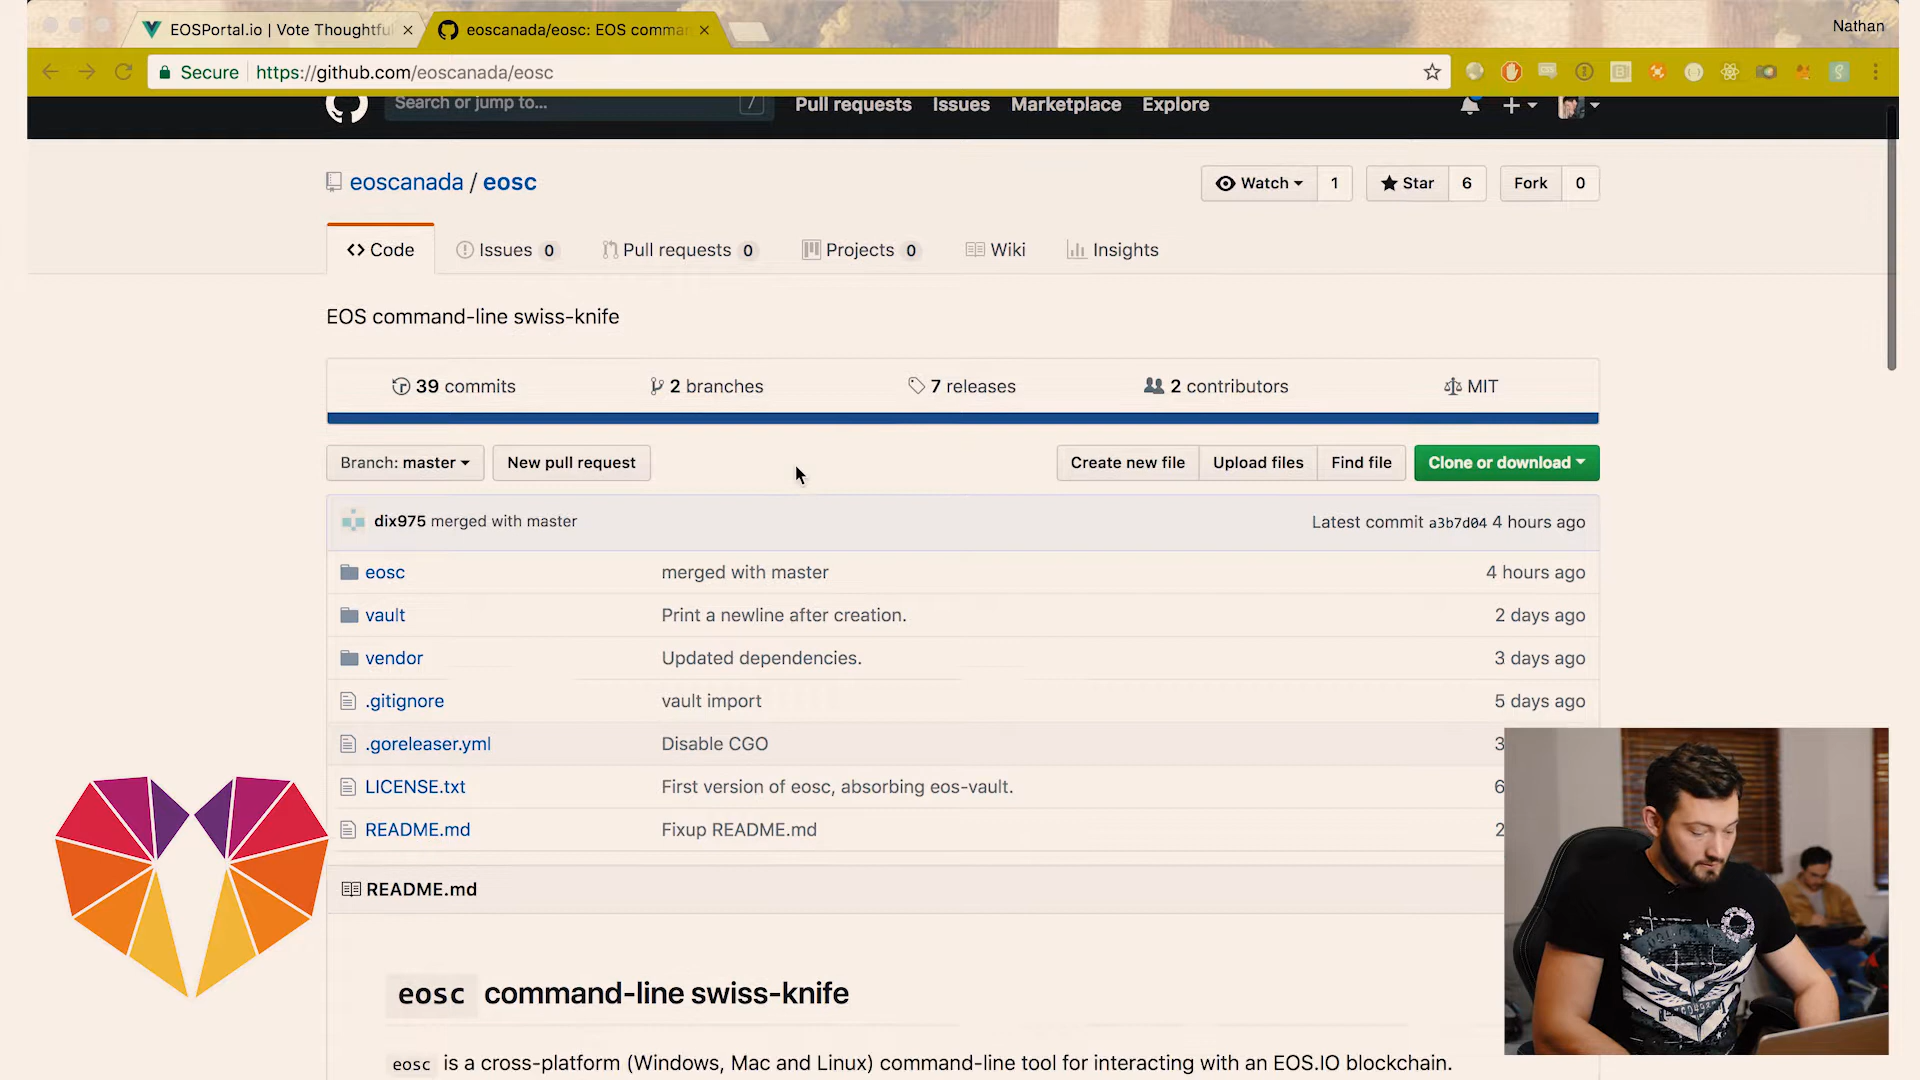 EOSPortal.io | Vote Thoughtful
eoscanada/eosc: EOS comman
Nathan
Secure
https://github.com/eoscanada/eosc
Search or jump to...
/
Pull requests
Issues
Marketplace
Explore
eoscanada / eosc
Watch 1
Star 6
Fork 0
Code
Issues 0
Pull requests 0
Projects 0
Wiki
Insights
EOS command-line swiss-knife
39 commits
2 branches
7 releases
2 contributors
MIT
Branch: master
New pull request
Create new file
Upload files
Find file
Clone or download
dix975 merged with master
Latest commit a3b7d04 4 hours ago
eosc merged with master 4 hours ago
vault Print a newline after creation. 2 days ago
vendor Updated dependencies. 3 days ago
.gitignore vault import 5 days ago
.goreleaser.yml Disable CGO 3
LICENSE.txt First version of eosc, absorbing eos-vault. 6
README.md Fixup README.md 2
README.md
eosc command-line swiss-knife
eosc is a cross-platform (Windows, Mac and Linux) command-line tool for interacting with an EOS.IO blockchain.